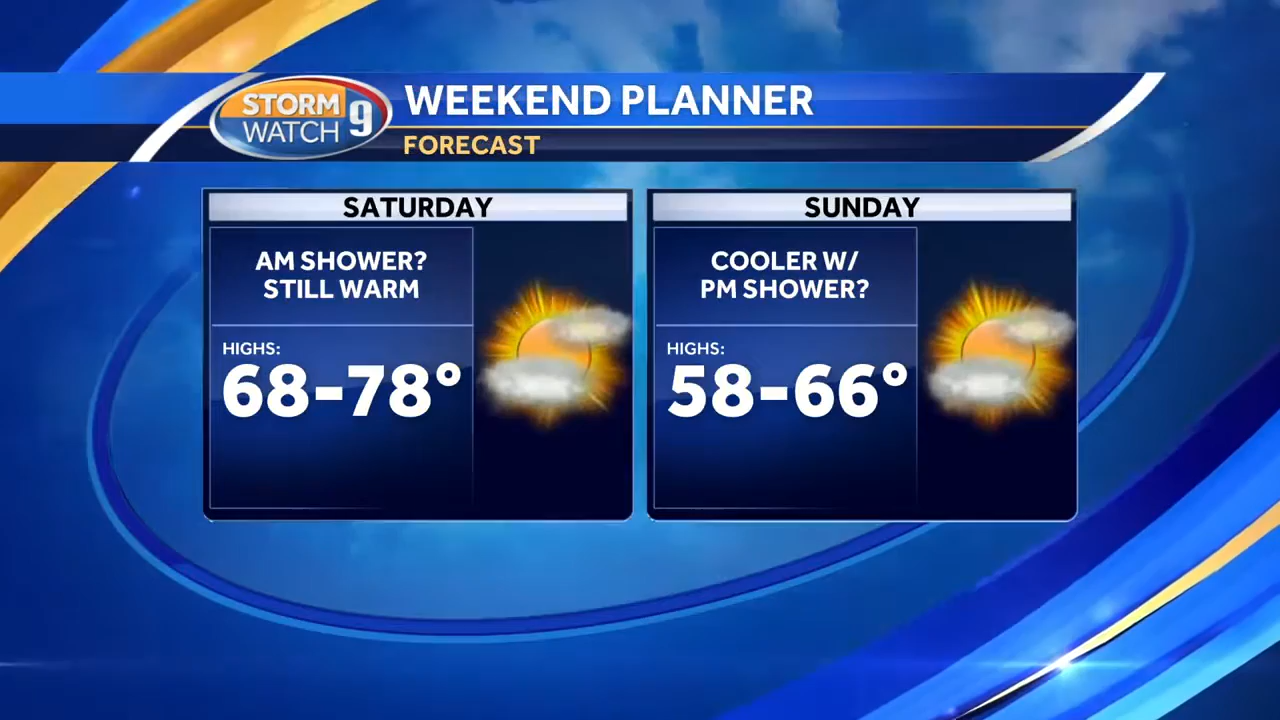 STORM
WATCH 9
WEEKEND PLANNER
FORECAST
SATURDAY
AM SHOWER?
STILL WARM
HIGHS:
68-78°
SUNDAY
COOLER W/
PM SHOWER?
HIGHS:
58-66°